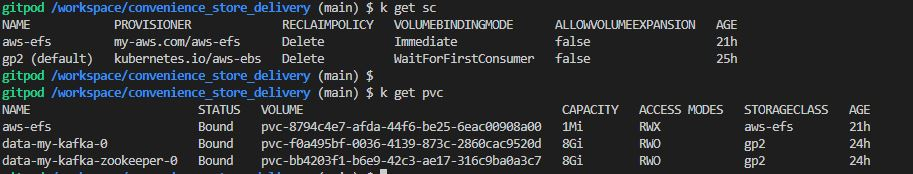 gitpod /workspace/convenience_store_delivery (main) $ k get sc
NAME PROVISIONER RECLAIMPOLICY VOLUMEBINDINGMODE ALLOWVOLUMEEXPANSION AGE
aws-efs my-aws.com/aws-efs Delete Immediate false 21h
gp2 (default) kubernetes.io/aws-ebs Delete WaitForFirstConsumer false 25h
gitpod /workspace/convenience_store_delivery (main) $
gitpod /workspace/convenience_store_delivery (main) $ k get pvc
NAME STATUS VOLUME CAPACITY ACCESS MODES STORAGECLASS AGE
aws-efs Bound pvc-8794c4e7-afda-44f6-be25-6eac00908a00 1Mi RWX aws-efs 21h
data-my-kafka-0 Bound pvc-f0a495bf-0036-4139-873c-2860cac9520d 8Gi RWO gp2 24h
data-my-kafka-zookeeper-0 Bound pvc-bb4203f1-b6e9-42c3-ae17-316c9ba0a3c7 8Gi RWO gp2 24h
gitpod /workspace/convenience_store_delivery (main) $